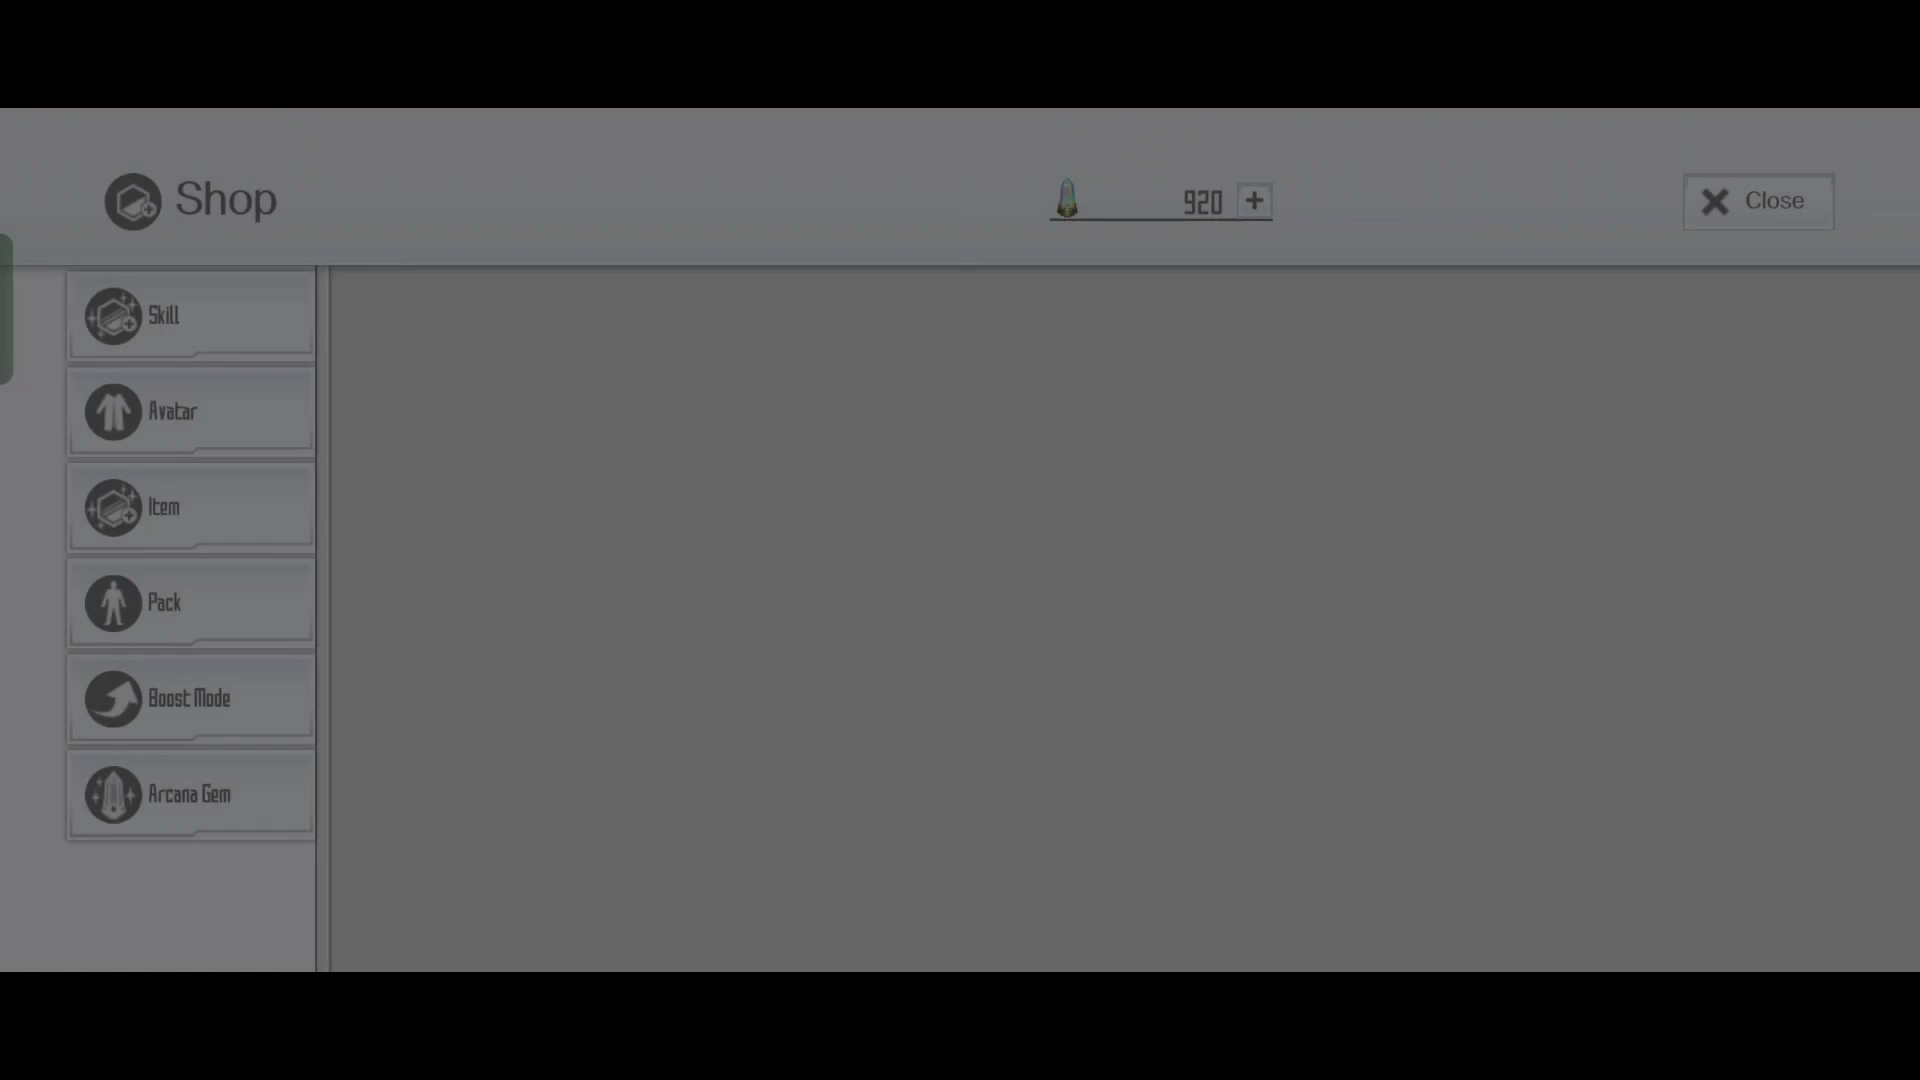 Shop
920
Close
Skill
Avatar
Item
Pack
Boost Mode
Arcana Gem